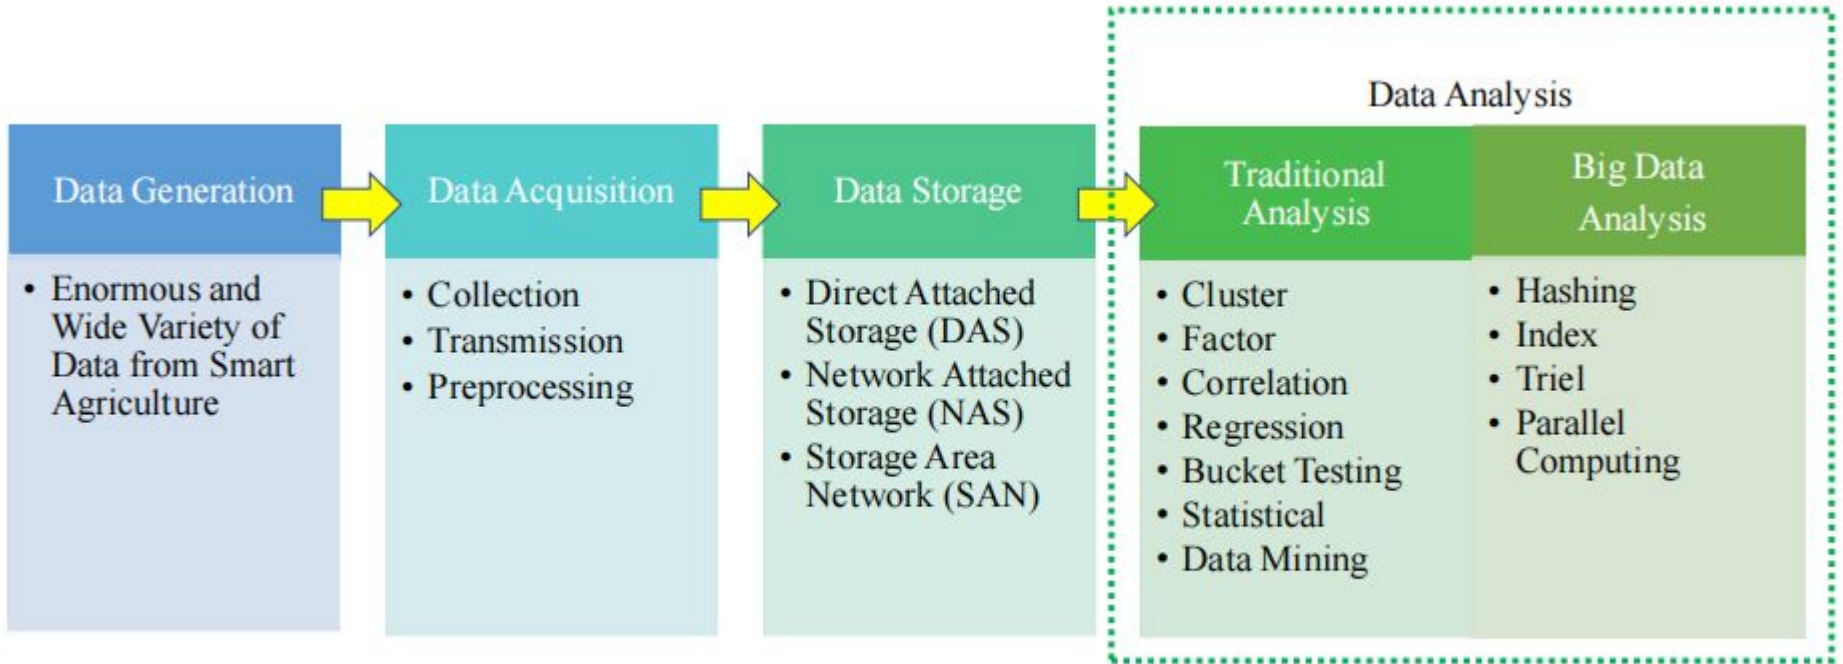 Data Generation
• Enormous and
Wide Variety of
Data from Smart
Agriculture
Data Acquisition
• Collection
• Transmission
• Preprocessing
Data Storage
• Direct Attached
Storage (DAS)
• Network Attached
Storage (NAS)
• Storage Area
Network (SAN)
Data Analysis
Traditional
Analysis
• Cluster
• Factor
• Correlation
• Regression
• Bucket Testing
• Statistical
• Data Mining
Big Data
Analysis
• Hashing
• Index
• Triel
• Parallel
Computing